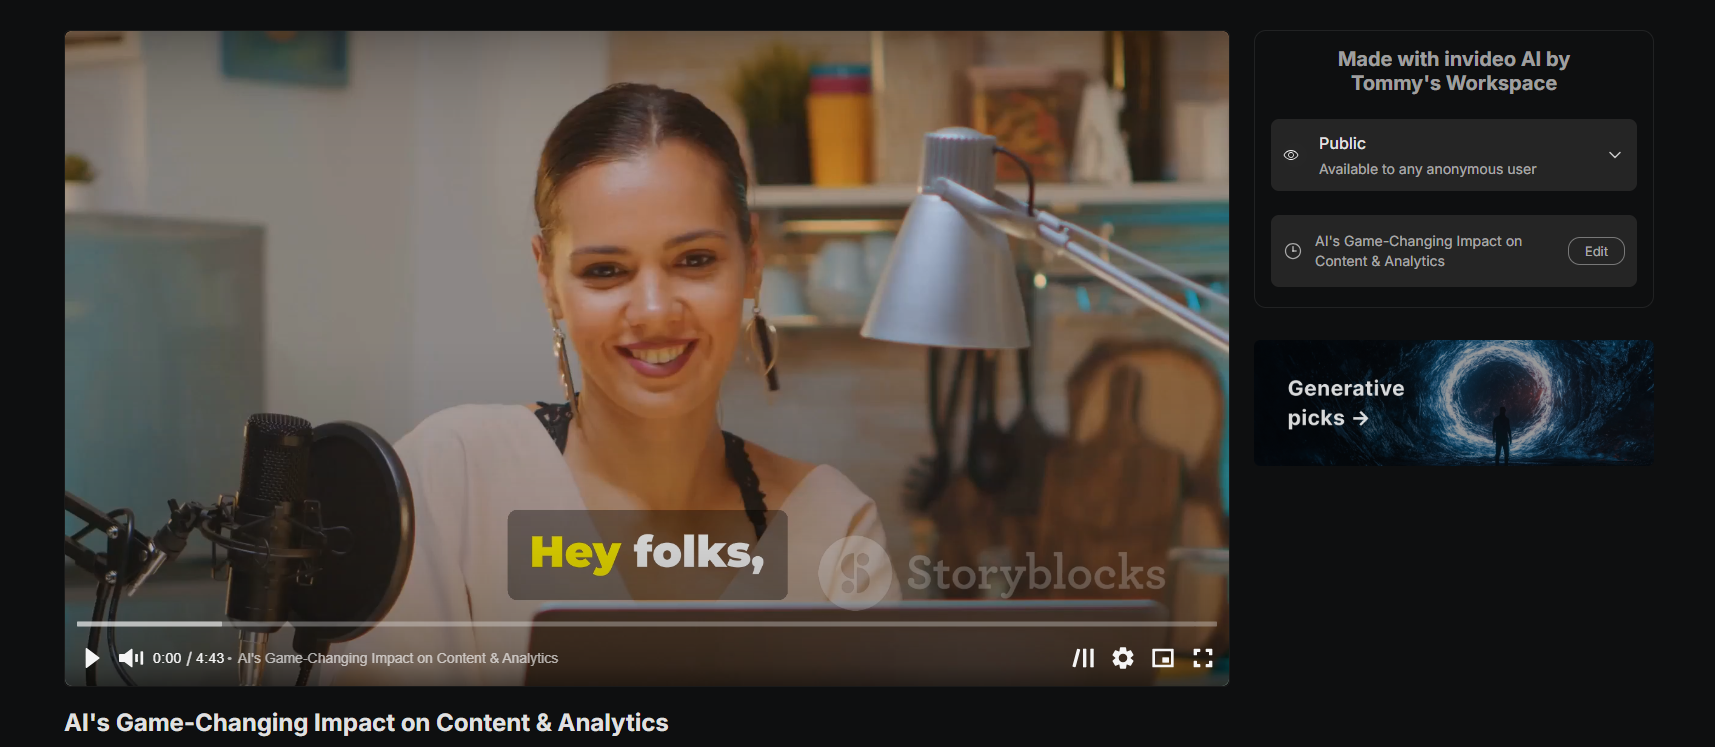 Hey folks,
Storyblocks
0:00 / 4:43 • AI's Game-Changing Impact on Content & Analytics
AI's Game-Changing Impact on Content & Analytics
Made with invideo AI by
Tommy's Workspace
Public
Available to any anonymous user
AI's Game-Changing Impact on
Content & Analytics
Edit
Generative
picks →